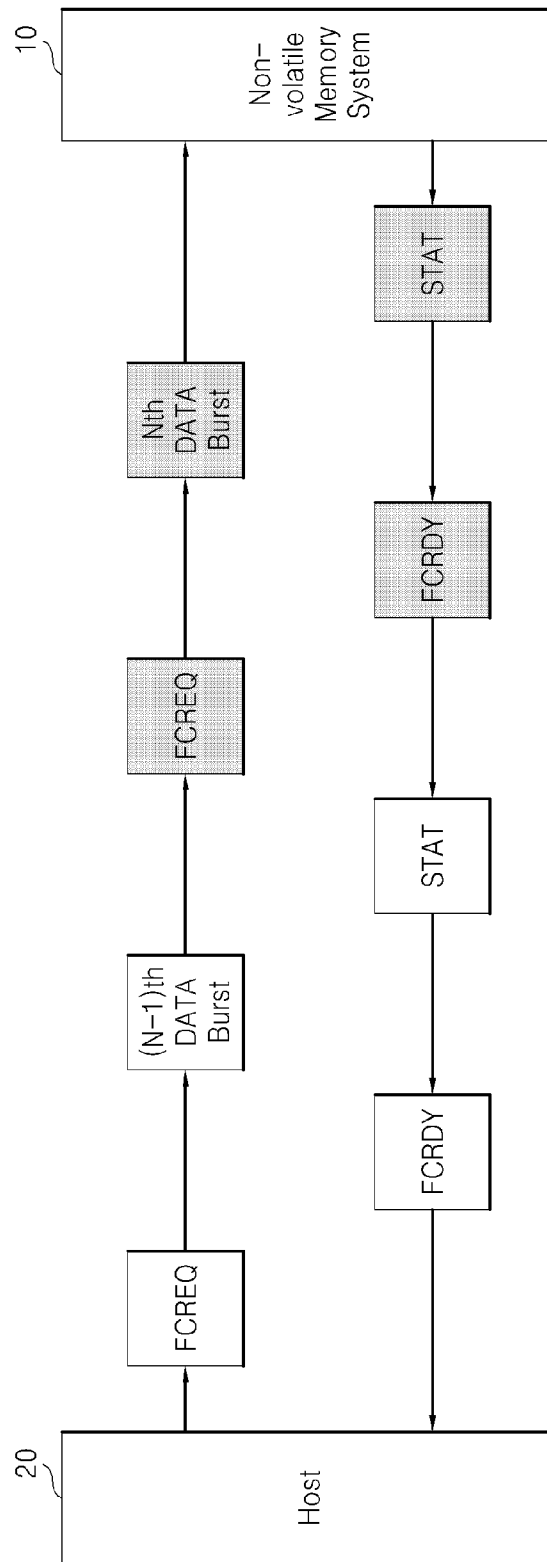 20
Host
FCREQ
(N-1)th
DATA
Burst
FCREQ
Nth
DATA
Burst
FCRDY
STAT
FCRDY
STAT
10
Non-
volatile
Memory
System